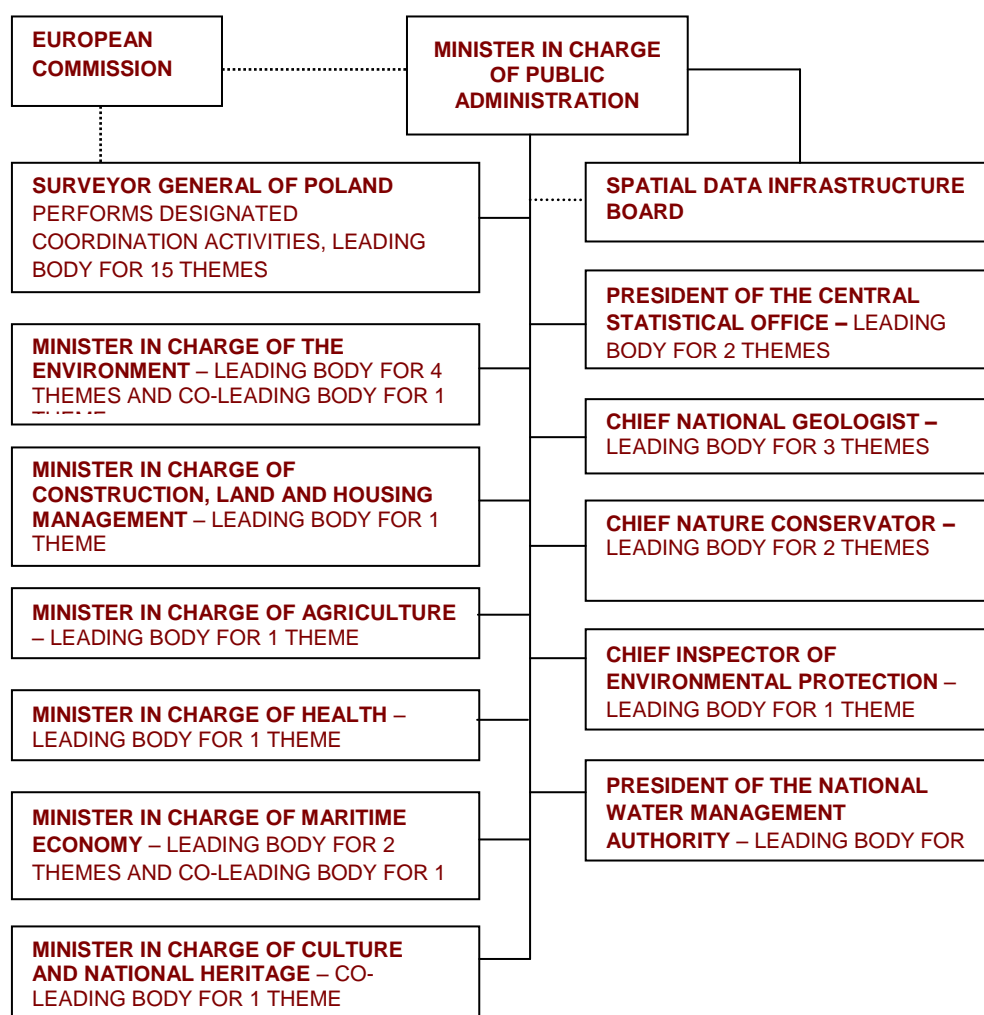 EUROPEAN
COMMISSION
MINISTER IN CHARGE
OF PUBLIC
ADMINISTRATION
SURVEYOR GENERAL OF POLAND
PERFORMS DESIGNATED
COORDINATION ACTIVITIES, LEADING
BODY FOR 15 THEMES
SPATIAL DATA INFRASTRUCTURE
BOARD
PRESIDENT OF THE CENTRAL
STATISTICAL OFFICE – LEADING
BODY FOR 2 THEMES
MINISTER IN CHARGE OF THE
ENVIRONMENT – LEADING BODY FOR 4
THEMES AND CO-LEADING BODY FOR 1
CHIEF NATIONAL GEOLOGIST –
LEADING BODY FOR 3 THEMES
MINISTER IN CHARGE OF
CONSTRUCTION, LAND AND HOUSING
MANAGEMENT – LEADING BODY FOR 1
THEME
CHIEF NATURE CONSERVATOR –
LEADING BODY FOR 2 THEMES
MINISTER IN CHARGE OF AGRICULTURE
– LEADING BODY FOR 1 THEME
CHIEF INSPECTOR OF
ENVIRONMENTAL PROTECTION –
LEADING BODY FOR 1 THEME
MINISTER IN CHARGE OF HEALTH –
LEADING BODY FOR 1 THEME
PRESIDENT OF THE NATIONAL
WATER MANAGEMENT
AUTHORITY – LEADING BODY FOR
MINISTER IN CHARGE OF MARITIME
ECONOMY – LEADING BODY FOR 2
THEMES AND CO-LEADING BODY FOR 1
MINISTER IN CHARGE OF CULTURE
AND NATIONAL HERITAGE – CO-
LEADING BODY FOR 1 THEME